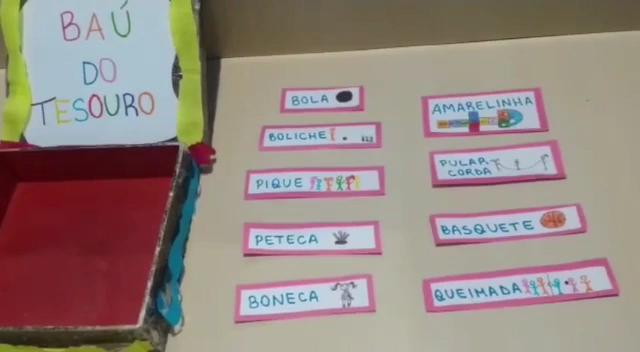 BAÚ
DO
TESOURO
BOLA
BOLICHE
PIQUE
PETECA
BONECA
AMARELINHA
PULAR
CORDA
BASQUETE
QUEIMADA